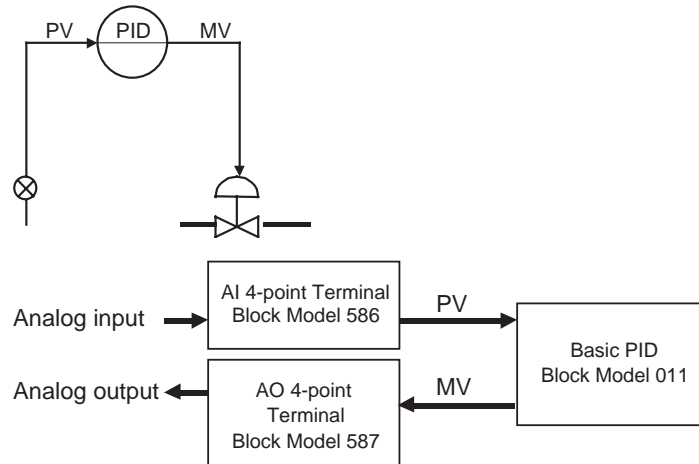 PV
PID
MV
AI 4-point Terminal
Block Model 586
PV
Analog input
Basic PID
Block Model 011
Analog output
AO 4-point
Terminal
Block Model 587
MV